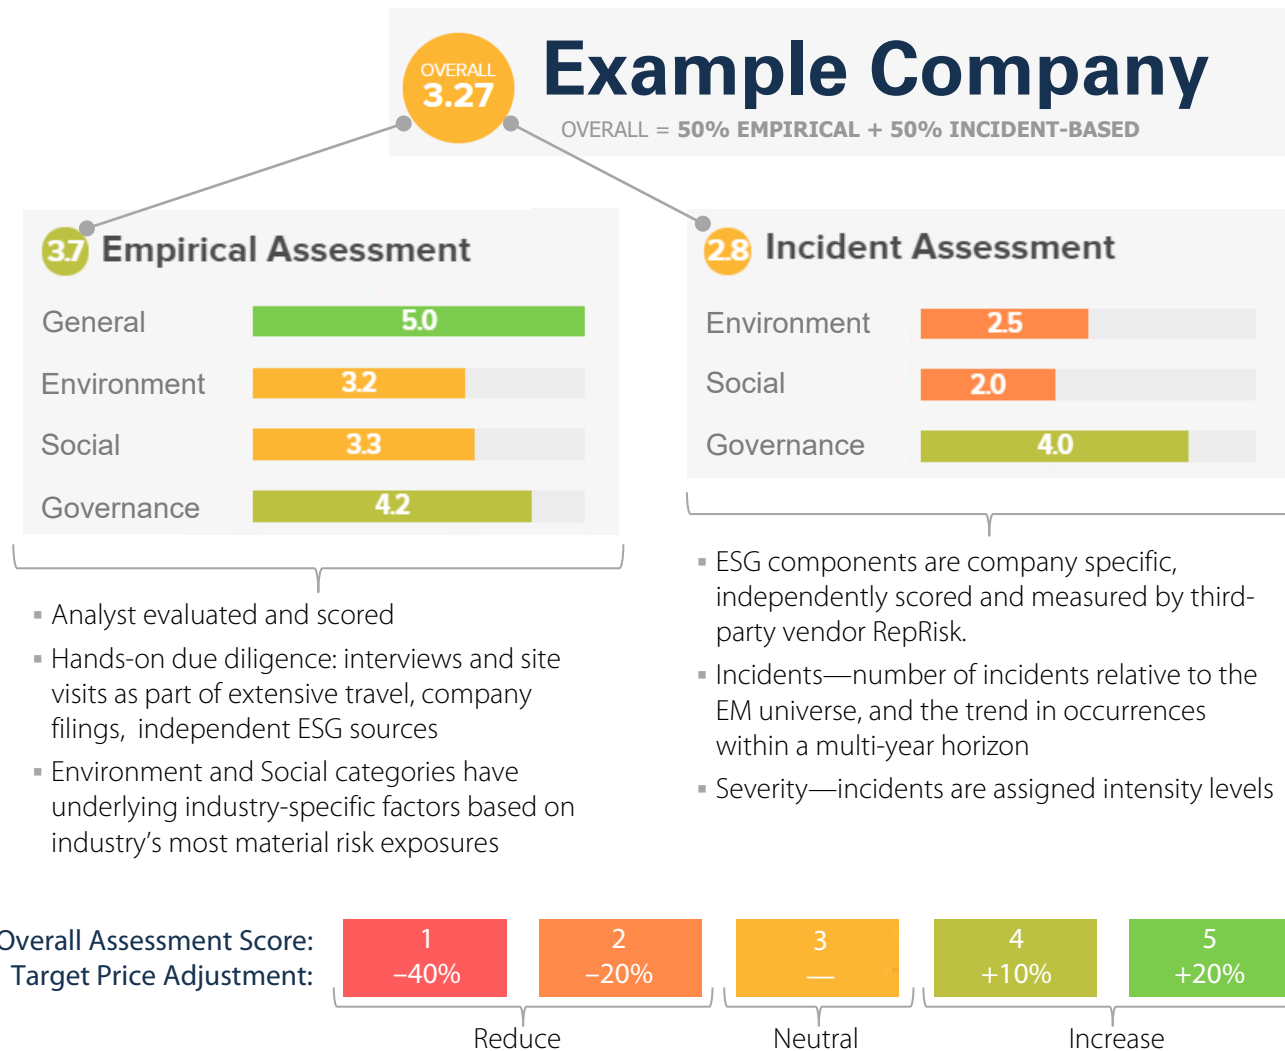 OVERALL
3.27
Example Company
OVERALL = 50% EMPIRICAL + 50% INCIDENT-BASED
3.7 Empirical Assessment
General 5.0
Environment 3.2
Social 3.3
Governance 4.2
▪ Analyst evaluated and scored
▪ Hands-on due diligence: interviews and site
visits as part of extensive travel, company
filings, independent ESG sources
▪ Environment and Social categories have
underlying industry-specific factors based on
industry’s most material risk exposures
2.8 Incident Assessment
Environment 2.5
Social 2.0
Governance 4.0
▪ ESG components are company specific,
independently scored and measured by third-
party vendor RepRisk.
▪ Incidents—number of incidents relative to the
EM universe, and the trend in occurrences
within a multi-year horizon
▪ Severity—incidents are assigned intensity levels
Overall Assessment Score: 1 2 3 4 5
Target Price Adjustment: –40% –20% — +10% +20%
Reduce Neutral Increase